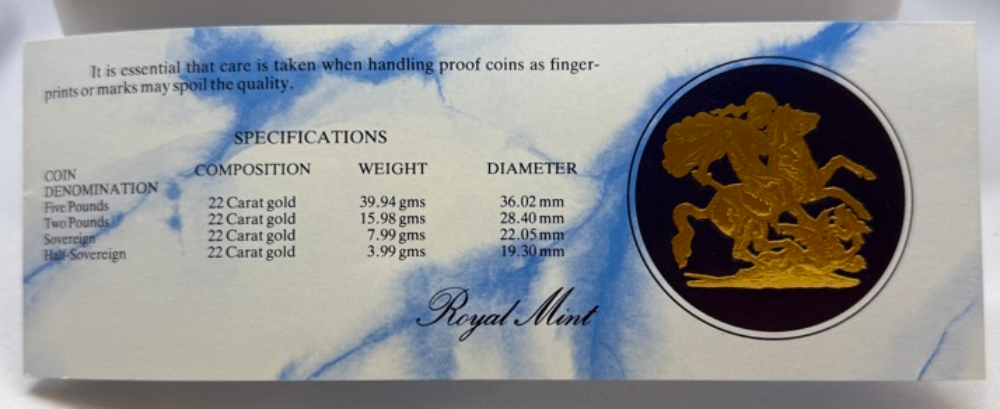 It is essential that care is taken when handling proof coins as finger-
prints or marks may spoil the quality.
SPECIFICATIONS
COIN
DENOMINATION COMPOSITION WEIGHT DIAMETER
Five Pounds 22 Carat gold 39.94 gms 36.02 mm
Two Pounds 22 Carat gold 15.98 gms 28.40 mm
Sovereign 22 Carat gold 7.99 gms 22.05 mm
Half-Sovereign 22 Carat gold 3.99 gms 19.30 mm
Royal Mint